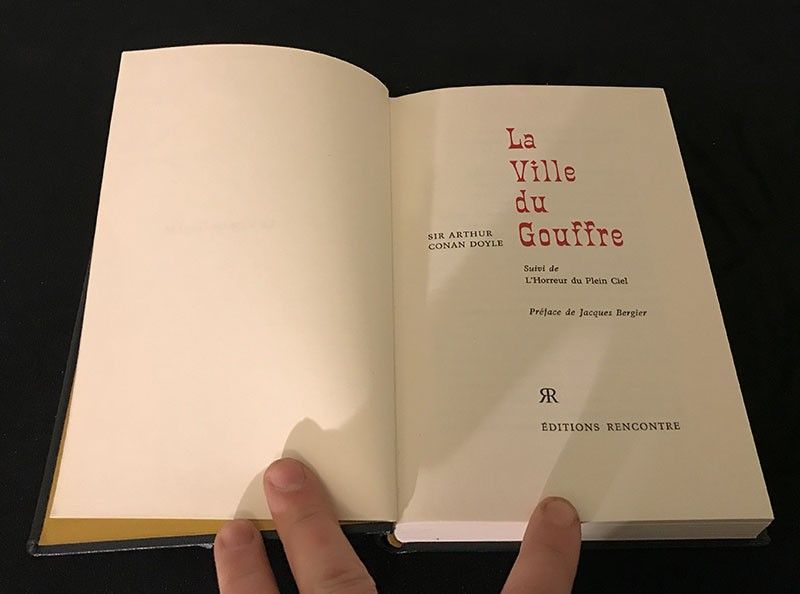 La
Ville
du
Gouffre
SIR ARTHUR
CONAN DOYLE
Suivi de
L'Horreur du Plein Ciel
Préface de Jacques Bergier
RR
ÉDITIONS RENCONTRE